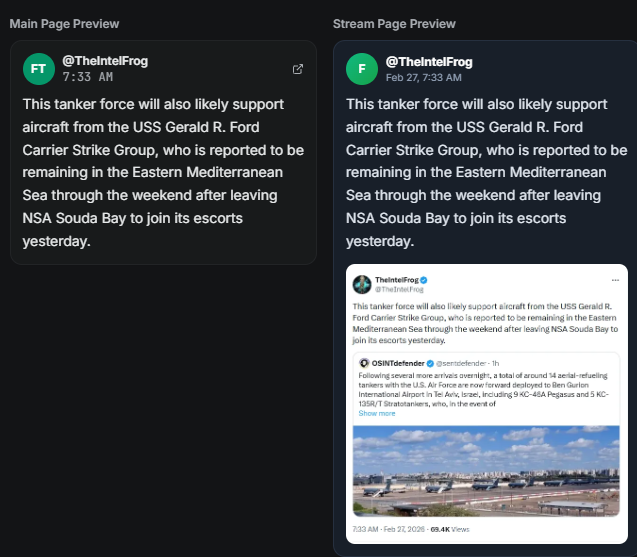 Main Page Preview
FT
@TheIntelFrog
7:33 AM
This tanker force will also likely support
aircraft from the USS Gerald R. Ford
Carrier Strike Group, who is reported to be
remaining in the Eastern Mediterranean
Sea through the weekend after leaving
NSA Souda Bay to join its escorts
yesterday.
Stream Page Preview
F
@TheIntelFrog
Feb 27, 7:33 AM
This tanker force will also likely support
aircraft from the USS Gerald R. Ford
Carrier Strike Group, who is reported to be
remaining in the Eastern Mediterranean
Sea through the weekend after leaving
NSA Souda Bay to join its escorts
yesterday.
TheIntelFrog
@TheIntelFrog
This tanker force will also likely support aircraft from the USS Gerald R.
Ford Carrier Strike Group, who is reported to be remaining in the Eastern
Mediterranean Sea through the weekend after leaving NSA Souda Bay to
join its escorts yesterday.
OSINTdefender @sentdefender · 1h
Following several more arrivals overnight, a total of around 14 aerial-refueling
tankers with the U.S. Air Force are now forward deployed to Ben Gurion
International Airport in Tel Aviv, Israel, including 9 KC-46A Pegasus and 5 KC-
135R/T Stratotankers, who, in the event of
Show more
7:33 AM · Feb 27, 2026 · 69.4K Views